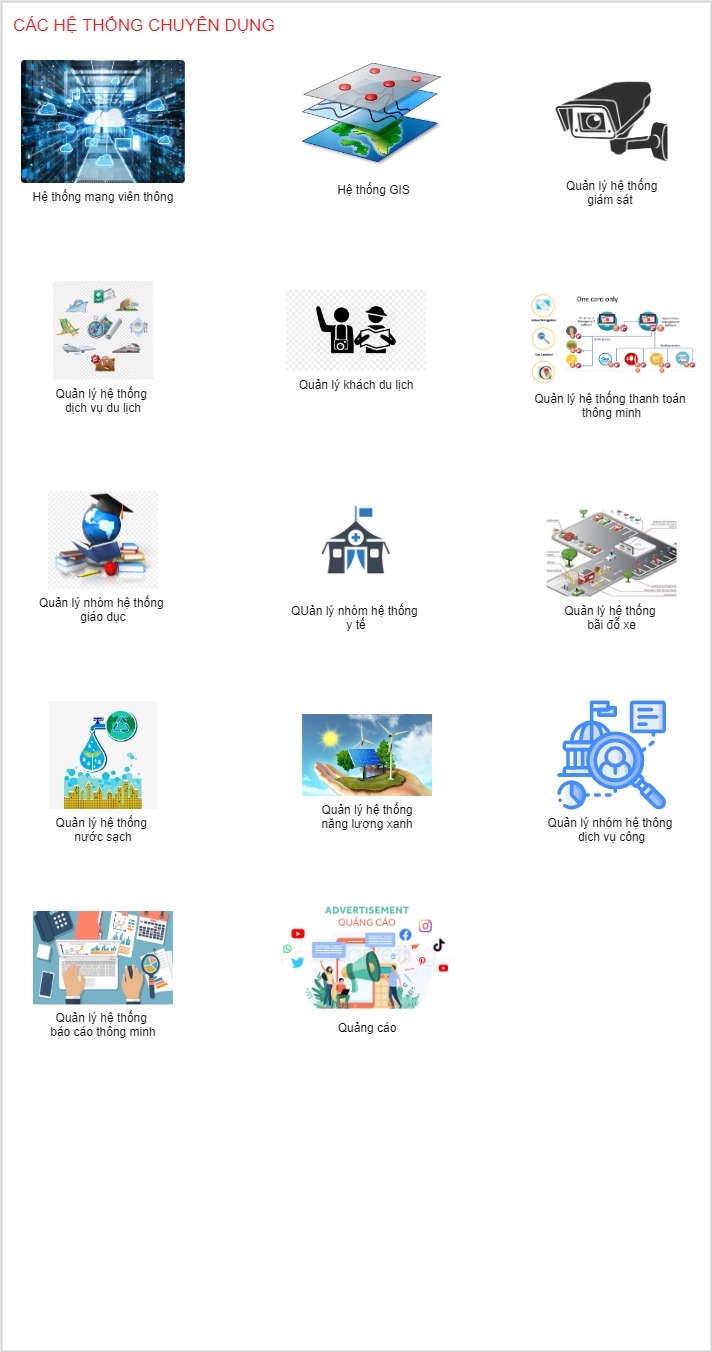 CÁC HỆ THỐNG CHUYÊN DỤNG
Hệ thống mạng viên thông
Hệ thống GIS
Quản lý hệ thống
giám sát
One card only
Quản lý hệ thống
dịch vụ du lịch
Quản lý khách du lịch
Quản lý hệ thống thanh toán
thông minh
Quản lý nhóm hệ thống
giáo dục
QUản lý nhóm hệ thống
y tế
Quản lý hệ thống
bãi đỗ xe
Quản lý hệ thống
nước sạch
Quản lý hệ thống
năng lượng xanh
Quản lý nhóm hệ thông
dịch vụ công
ADVERTISEMENT
QUẢNG CÁO
Quản lý hệ thống
báo cáo thông minh
Quảng cáo